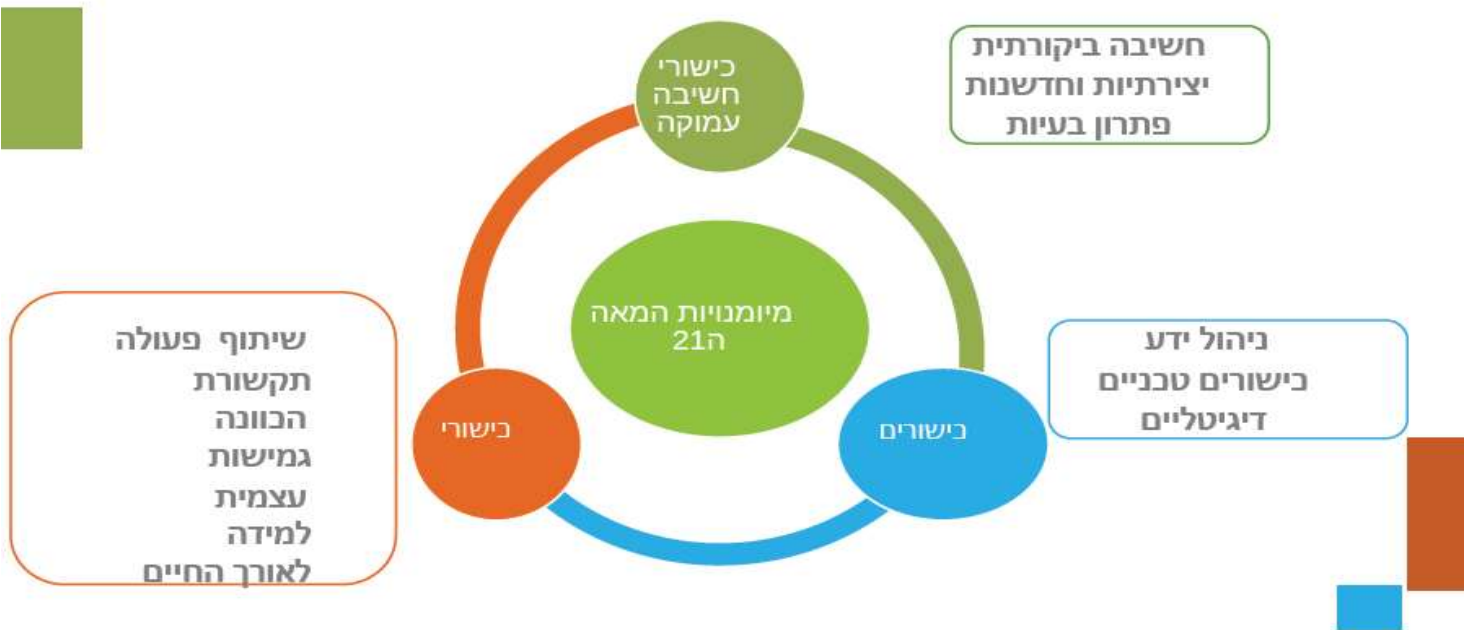 כישורי
חשיבה
עמוקה
חשיבה ביקורתית
יצירתיות וחדשנות
פתרון בעיות
מיומנויות המאה
ה21
כישורים
ניהול ידע
כישורים טכניים
דיגיטליים
כישורי
שיתוף פעולה
תקשורת
הכוונה
גמישות
עצמית
למידה
לאורך החיים